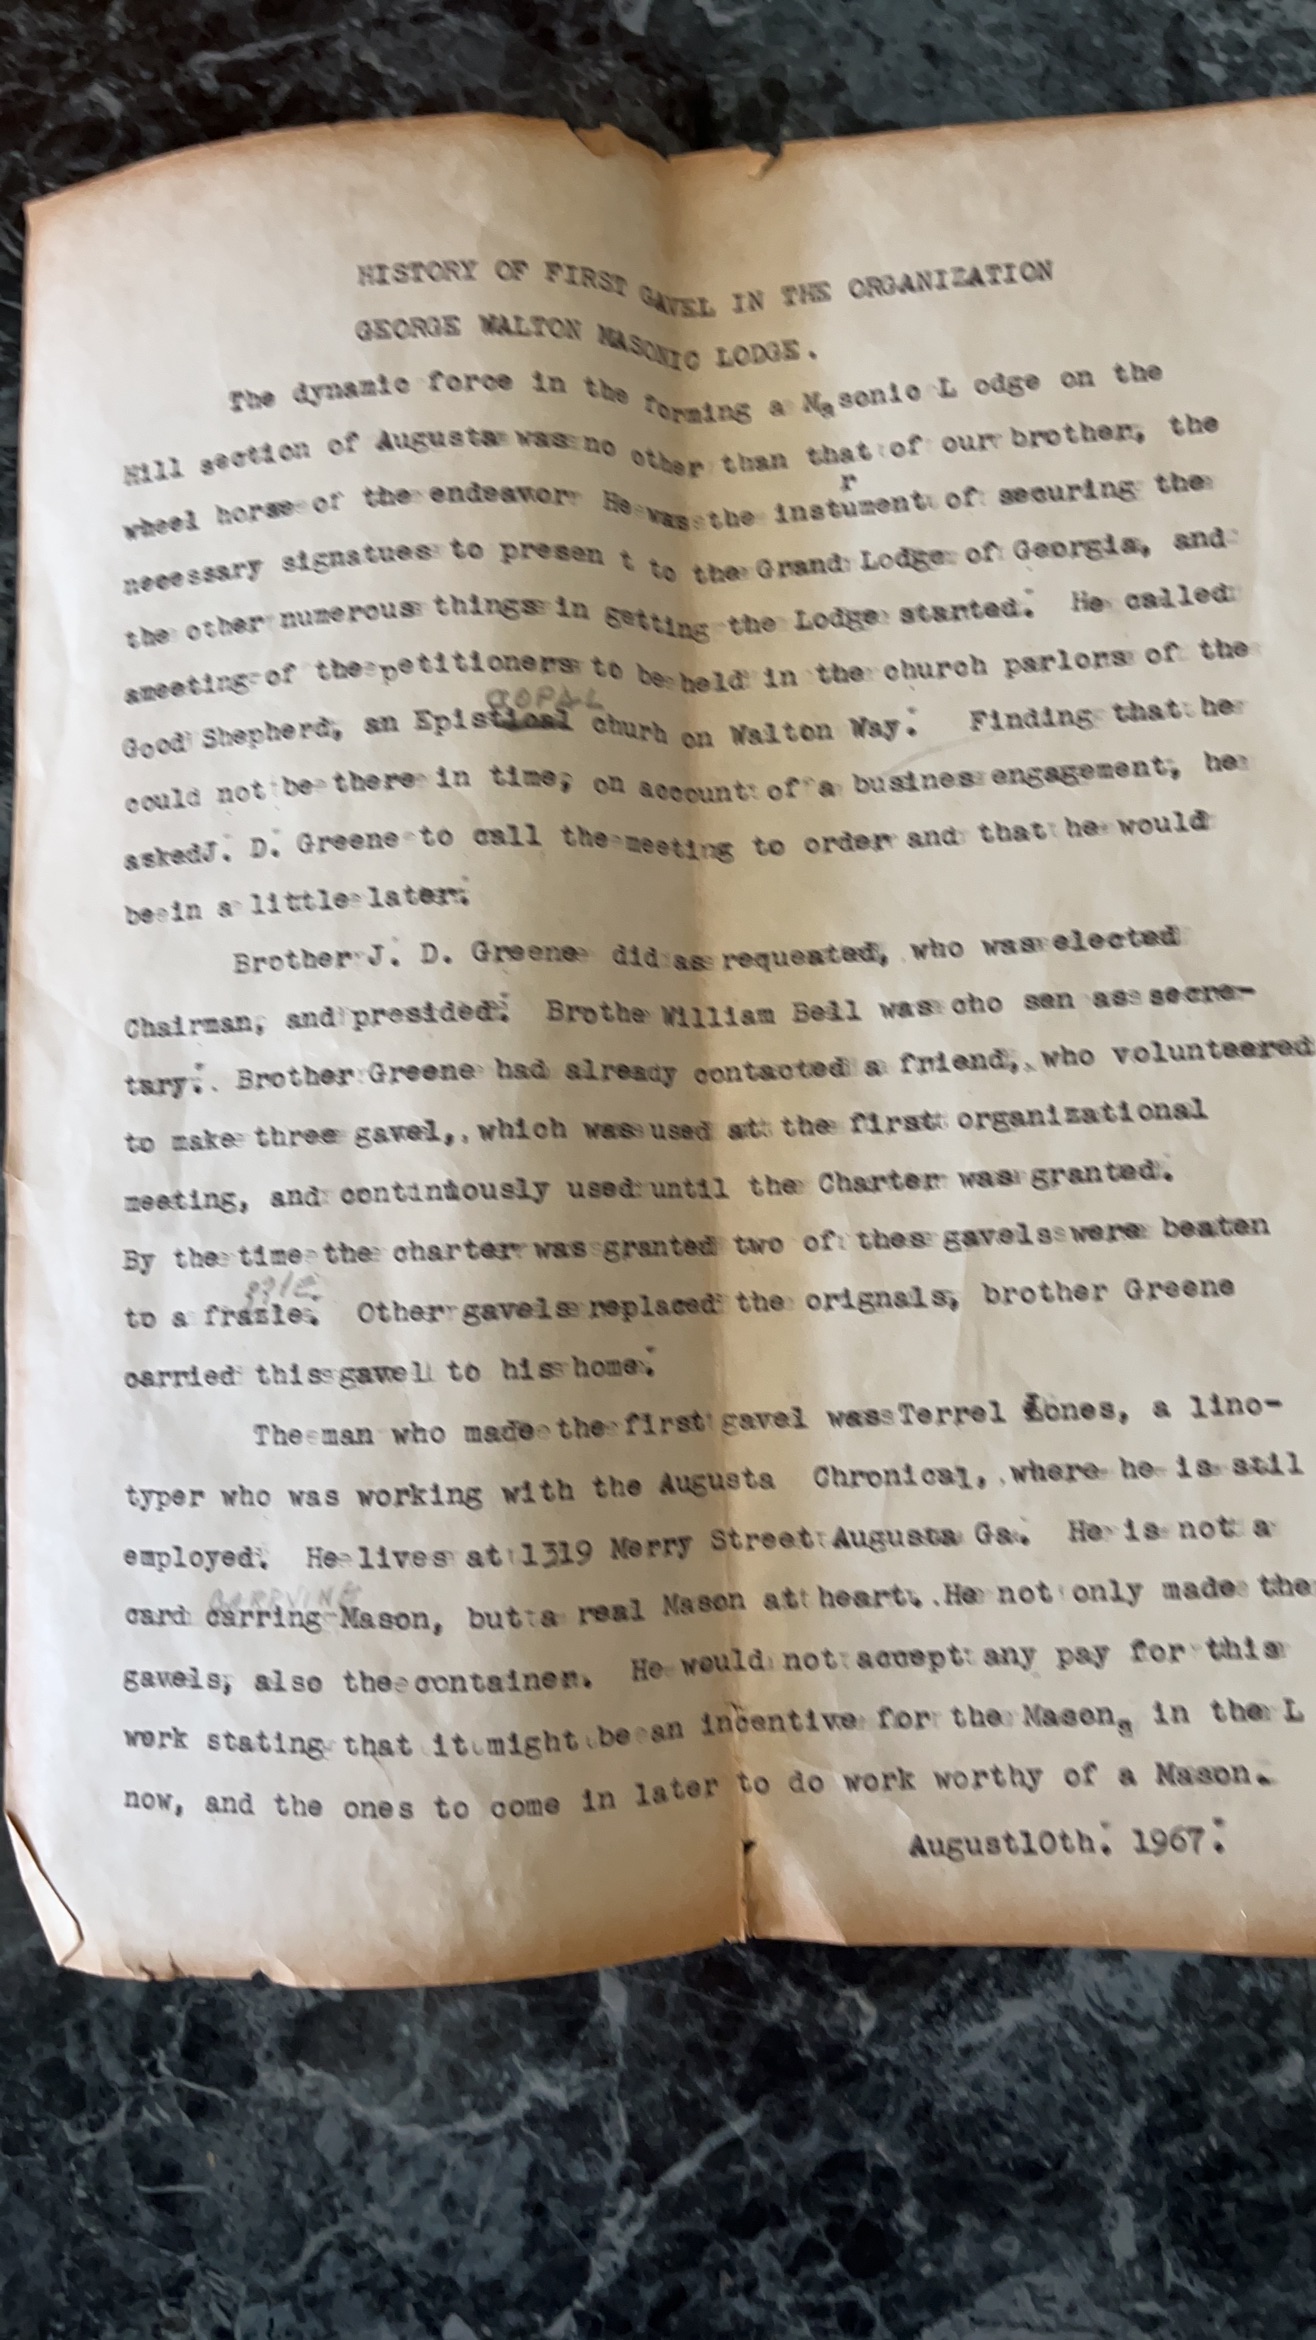 HISTORY OF FIRST GAVEL IN THE ORGANIZATION
GEORGE WALTON MASONIC LODGE.
The dynamic force in the forming a Masonic L odge on the
Hill section of Augusta was no other than that of our brother, the
wheel horse of the endeavor He was the instrument of securing the
necessary signatues to presen t to the Grand Lodge of Georgia, and
the other numerous things in getting the Lodge started. He called
ameeting of the petitioners to be held in the church parlors of the
COPAL
Good Shepherd, an Epistical churh on Walton Way. Finding that he
could not be there in time, on account of a busines engagement, he
askedJ. D. Greene to call the meeting to order and that he would
be in a little later.
Brother J. D. Greene did as requested, who was elected
Chairman, and presided. Brothe William Bell was cho sen as secre-
tary. Brother Greene had already contacted a friend, who volunteered
to make three gavel, which was used at the first organizational
meeting, and continuously used until the Charter was granted.
By the time the charter was granted two of thes gavels were beaten
to a frazle. Other gavels replaced the orignals, brother Greene
carried this gavel to his home.
The man who made the first gavel was Terrel Jones, a lino-
typer who was working with the Augusta Chronical, where he is stil
employed. He lives at 1319 Merry Street Augusta Ga. He is not a
CARRYING
card carring Mason, but a real Mason at heart. He not only made the
gavels, also the container. He would not accept any pay for this
work stating that it might be an incentive for the Mason, in the L
now, and the ones to come in later to do work worthy of a Mason.
August10th. 1967.